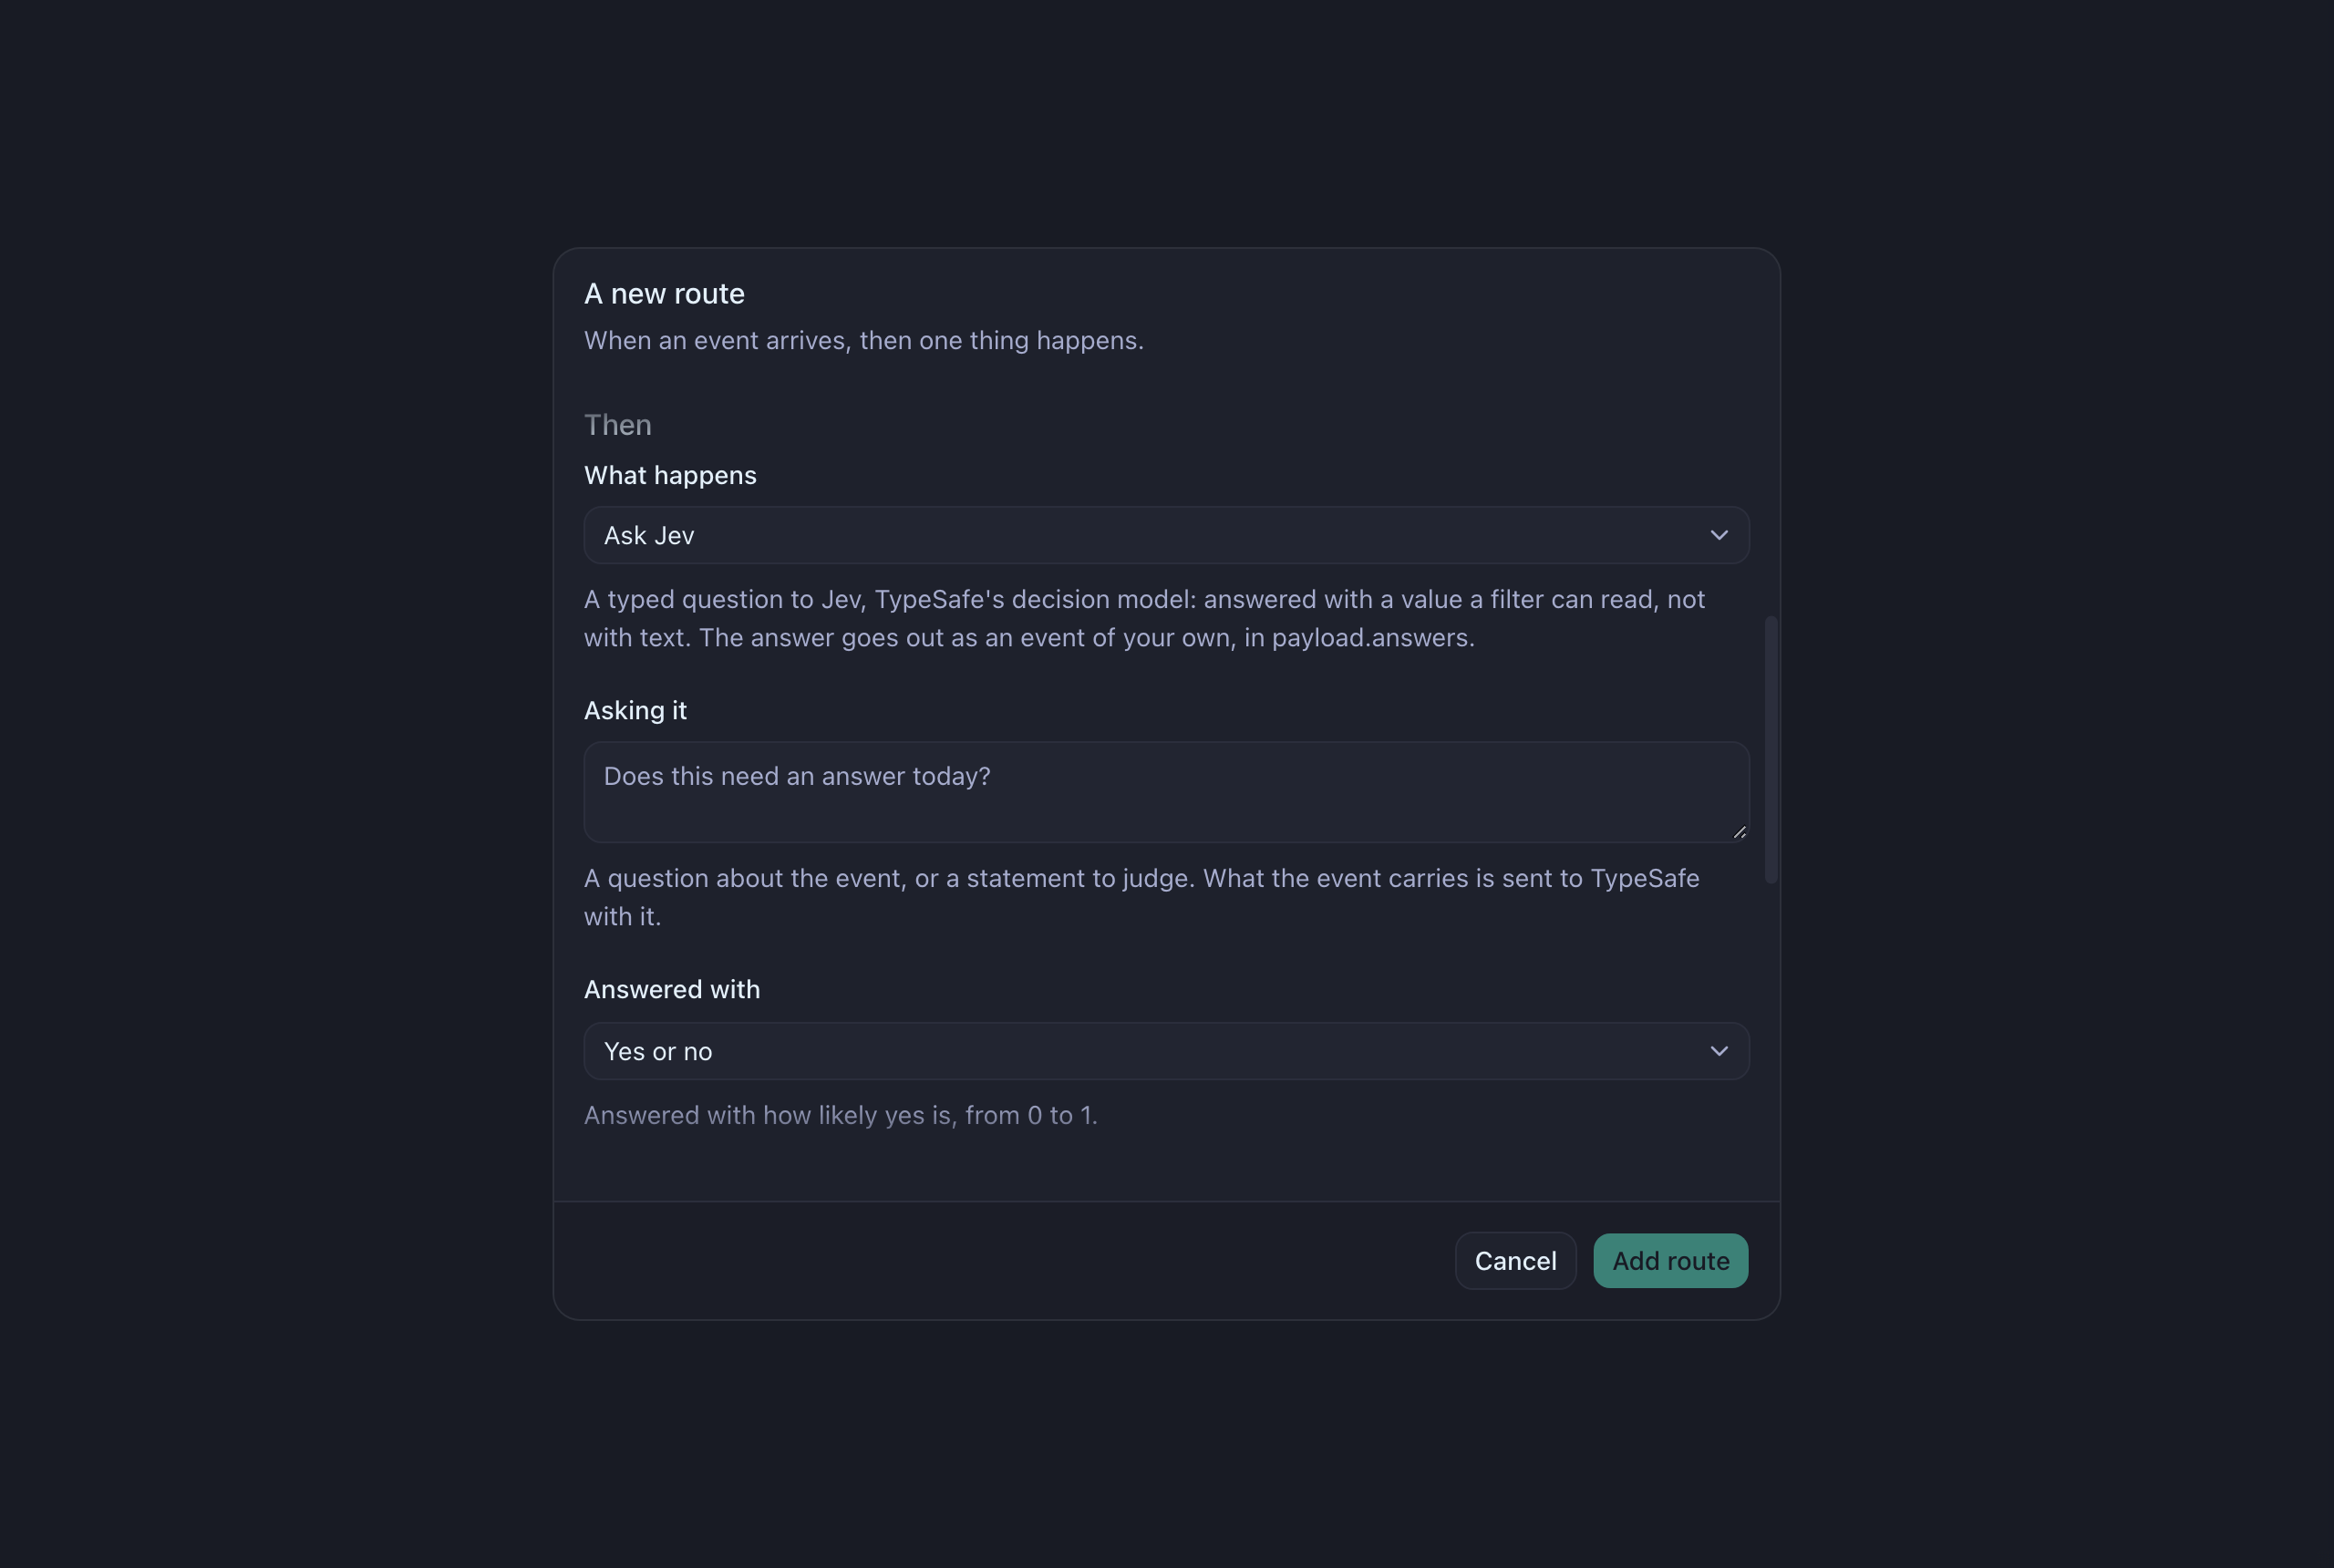 A new route
When an event arrives, then one thing happens.
Then
What happens
Ask Jev
A typed question to Jev, TypeSafe's decision model: answered with a value a filter can read, not
with text. The answer goes out as an event of your own, in payload.answers.
Asking it
Does this need an answer today?
A question about the event, or a statement to judge. What the event carries is sent to TypeSafe
with it.
Answered with
Yes or no
Answered with how likely yes is, from 0 to 1.
Cancel
Add route